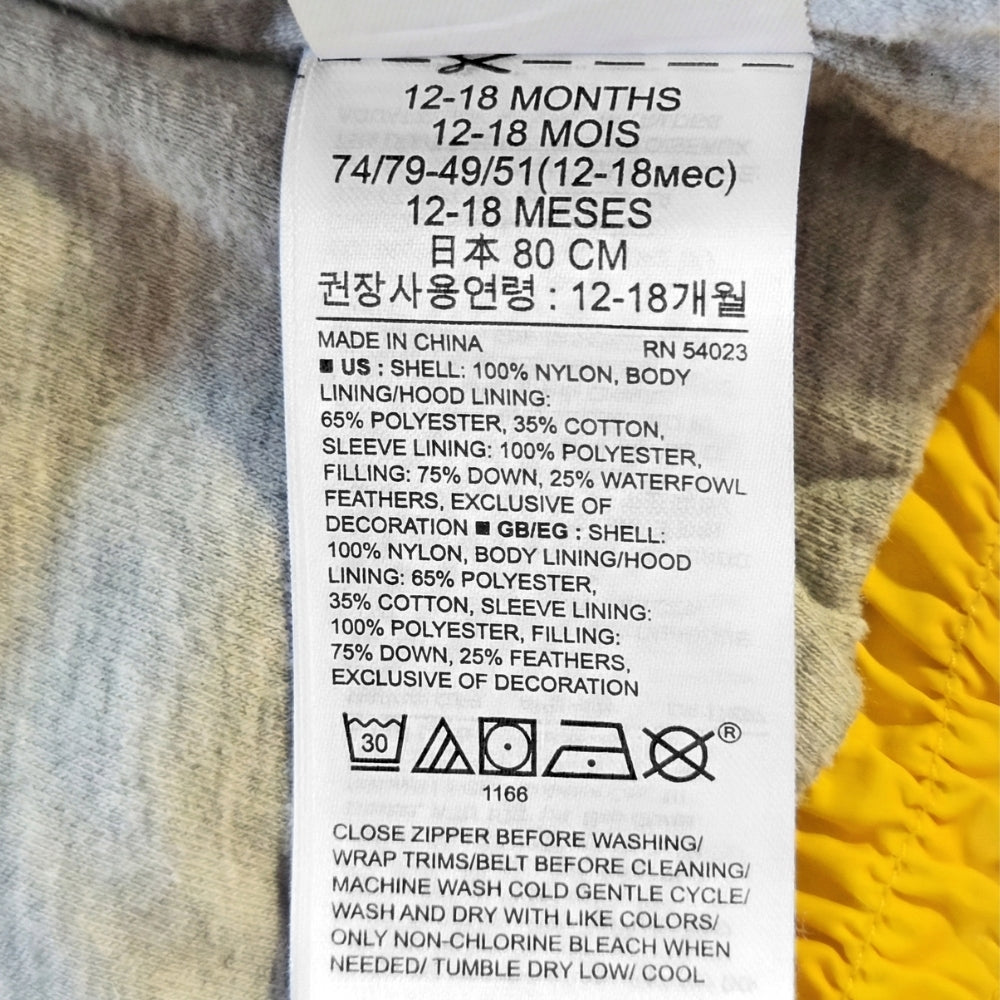 12-18 MONTHS
12-18 MOIS
74/79-49/51(12-18мес)
12-18 MESES
日本 80 CM
권장사용연령 : 12-18개월
MADE IN CHINA RN 54023
■ US : SHELL: 100% NYLON, BODY
LINING/HOOD LINING:
65% POLYESTER, 35% COTTON,
SLEEVE LINING: 100% POLYESTER,
FILLING: 75% DOWN, 25% WATERFOWL
FEATHERS, EXCLUSIVE OF
DECORATION ■ GB/EG : SHELL:
100% NYLON, BODY LINING/HOOD
LINING: 65% POLYESTER,
35% COTTON, SLEEVE LINING:
100% POLYESTER, FILLING:
75% DOWN, 25% FEATHERS,
EXCLUSIVE OF DECORATION
30 ®
1166
CLOSE ZIPPER BEFORE WASHING/
WRAP TRIMS/BELT BEFORE CLEANING/
MACHINE WASH COLD GENTLE CYCLE/
WASH AND DRY WITH LIKE COLORS/
ONLY NON-CHLORINE BLEACH WHEN
NEEDED/ TUMBLE DRY LOW/ COOL